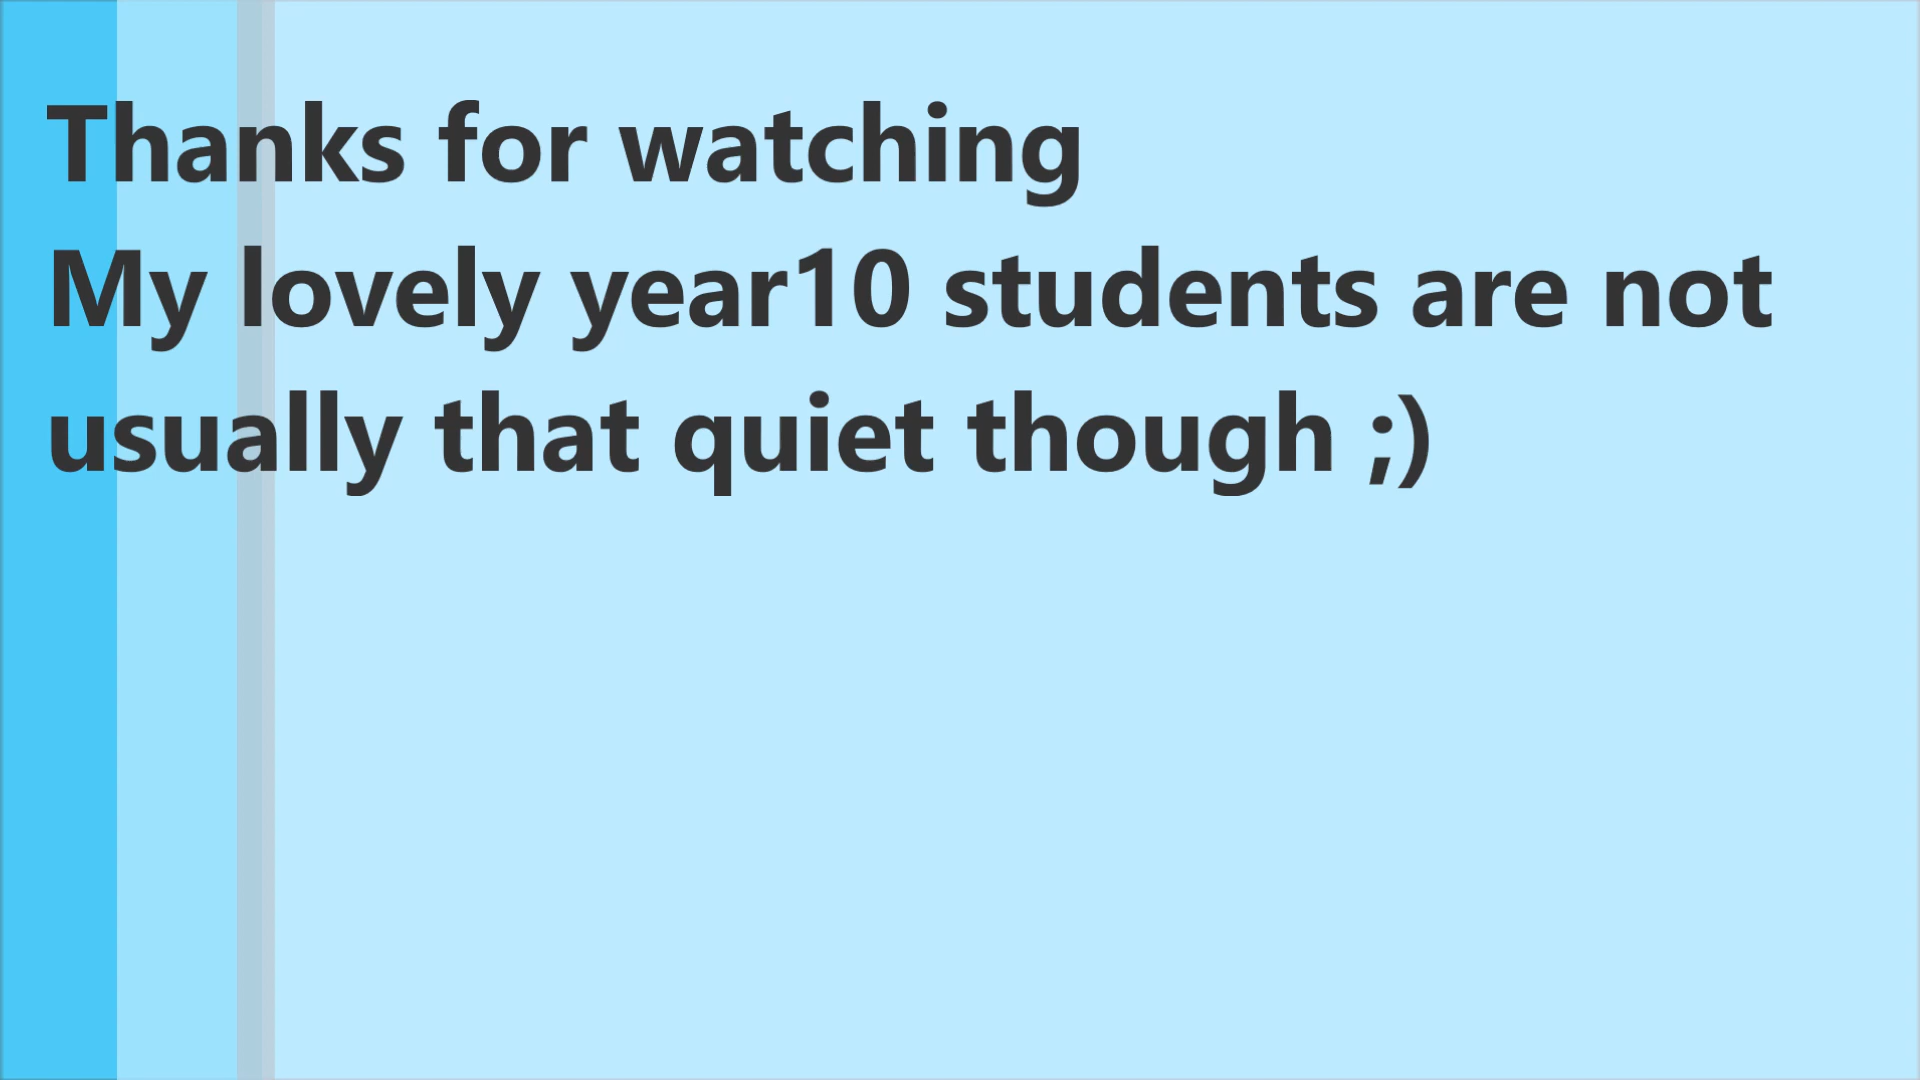 Thanks for watching
My lovely year10 students are not
usually that quiet though ;)